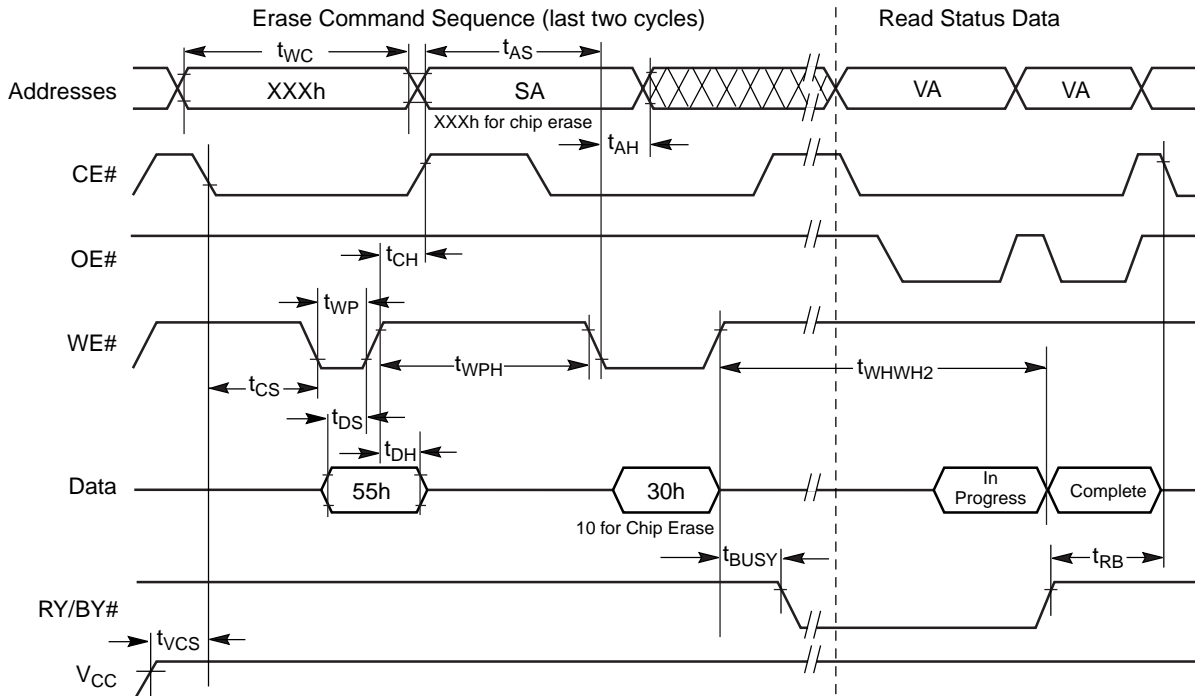 Erase Command Sequence (last two cycles)
Read Status Data
tWC
tAS
Addresses
XXXh
SA
VA
VA
XXXh for chip erase
tAH
CE#
OE#
tCH
tWP
WE#
tWPH
tWHWH2
tCS
tDS
tDH
Data
55h
30h
In
Progress
Complete
10 for Chip Erase
tBUSY
tRB
RY/BY#
tVCS
VCC